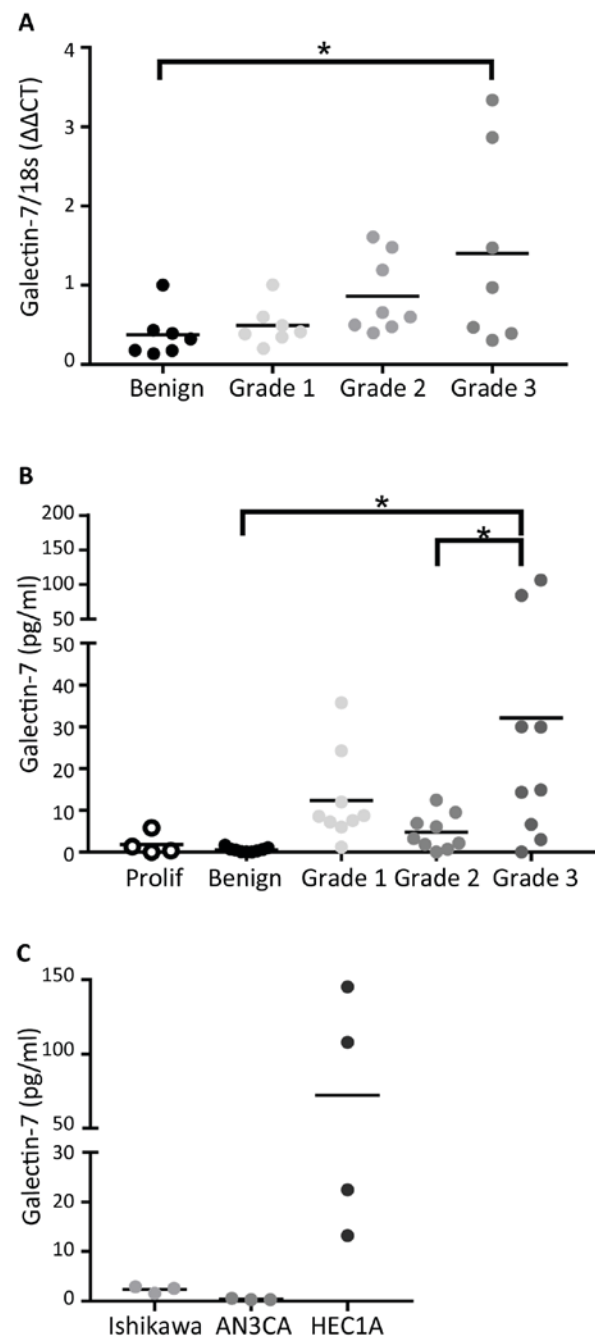 A
Galectin-7/18s (ΔΔCT)
4
3
2
1
0
*
Benign Grade 1 Grade 2 Grade 3
B
Galectin-7 (pg/ml)
200
150
100
50
50
40
30
20
10
0
*
*
Prolif Benign Grade 1 Grade 2 Grade 3
C
Galectin-7 (pg/ml)
150
100
50
30
20
10
0
Ishikawa AN3CA HEC1A